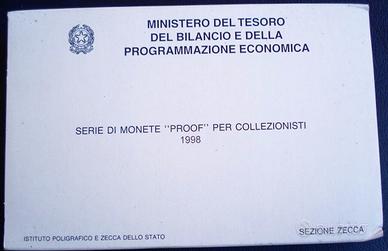 MINISTERO DEL TESORO
DEL BILANCIO E DELLA
PROGRAMMAZIONE ECONOMICA
SERIE DI MONETE "PROOF" PER COLLEZIONISTI
1998
ISTITUTO POLIGRAFICO E ZECCA DELLO STATO
SEZIONE ZECCA